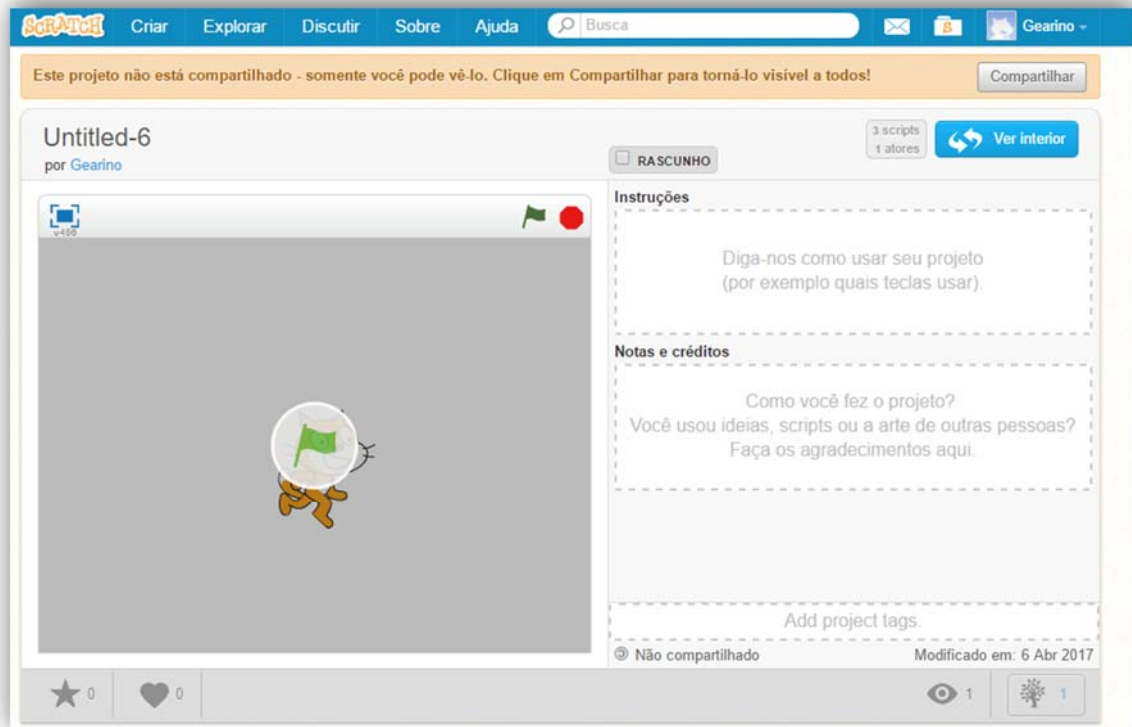 SCRATCH Criar Explorar Discutir Sobre Ajuda Busca S Gearino
Este projeto não está compartilhado - somente você pode vê-lo. Clique em Compartilhar para torná-lo visível a todos! Compartilhar
Untitled-6
por Gearino
RASCUNHO
3 scripts
1 atores
Ver interior
v458
Instruções
Diga-nos como usar seu projeto
(por exemplo quais teclas usar).
Notas e créditos
Como você fez o projeto?
Você usou ideias, scripts ou a arte de outras pessoas?
Faça os agradecimentos aqui.
Add project tags.
Não compartilhado Modificado em: 6 Abr 2017
0 0 1 1